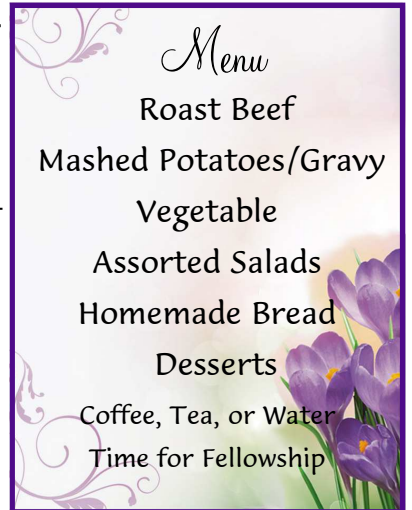 Menu
Roast Beef
Mashed Potatoes/Gravy
Vegetable
Assorted Salads
Homemade Bread
Desserts
Coffee, Tea, or Water
Time for Fellowship